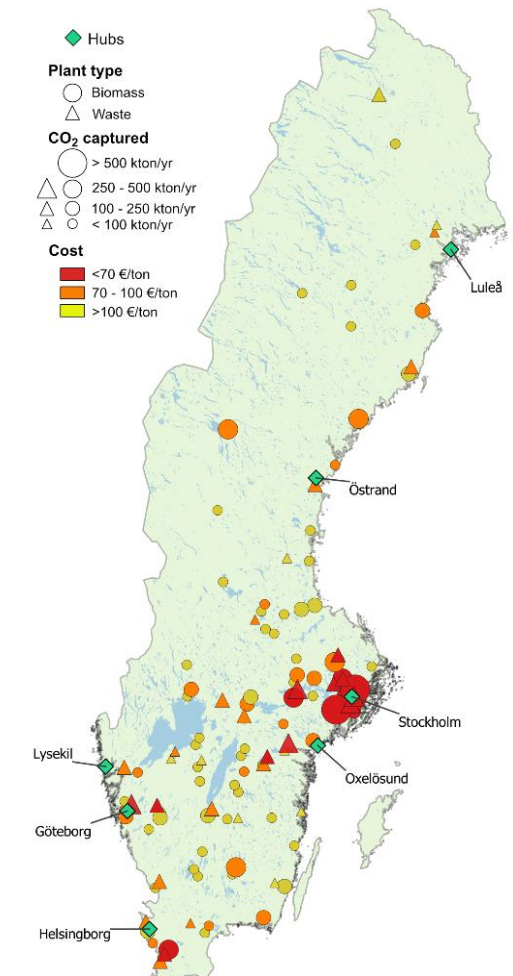 Hubs
Plant type
Biomass
Waste
CO₂ captured
> 500 kton/yr
250 - 500 kton/yr
100 - 250 kton/yr
< 100 kton/yr
Cost
<70 €/ton
70 - 100 €/ton
>100 €/ton
Luleå
Östrand
Stockholm
Lysekil
Oxelösund
Göteborg
Helsingborg